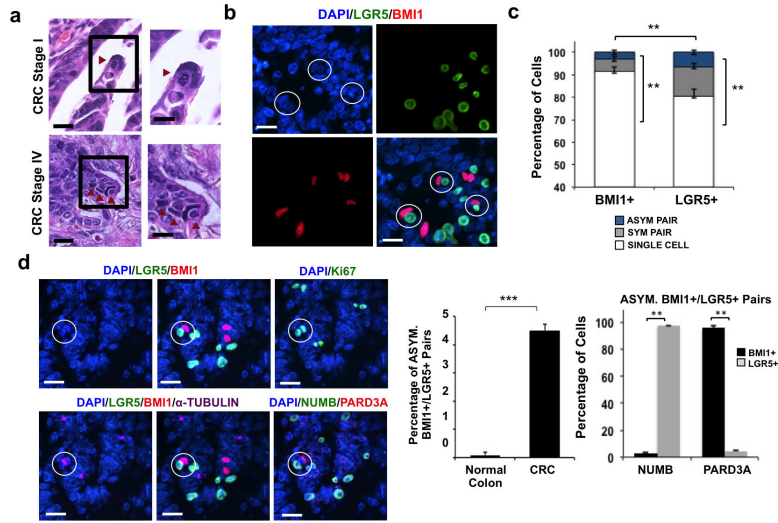 a
CRC Stage I
CRC Stage IV
b
DAPI/LGR5/BMI1
c
**
**
**
Percentage of Cells
100
90
80
70
60
50
40
BMI1+
LGR5+
ASYM PAIR
SYM PAIR
SINGLE CELL
d
DAPI/LGR5/BMI1
DAPI/Ki67
DAPI/LGR5/BMI1/α-TUBULIN
DAPI/NUMB/PARD3A
Percentage of ASYM.
BMI1+/LGR5+ Pairs
5
4
3
2
1
0
***
Normal
Colon
CRC
ASYM. BMI1+/LGR5+ Pairs
Percentage of Cells
100
80
60
40
20
0
**
**
BMI1+
LGR5+
NUMB
PARD3A